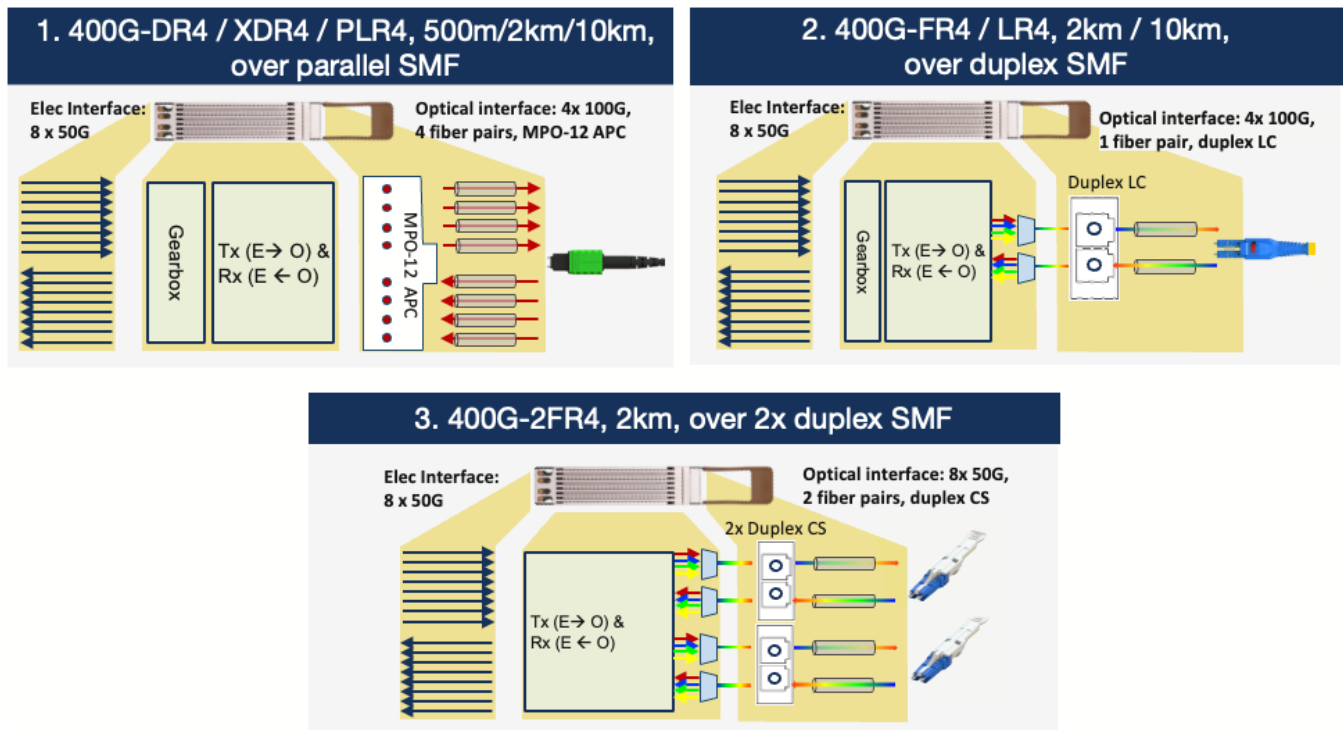 1. 400G-DR4 / XDR4 / PLR4, 500m/2km/10km,
over parallel SMF
Elec Interface:
8 x 50G
Optical interface: 4x 100G,
4 fiber pairs, MPO-12 APC
Gearbox
Tx (E→ O) &
Rx (E ← O)
MPO-12 APC
2. 400G-FR4 / LR4, 2km / 10km,
over duplex SMF
Elec Interface:
8 x 50G
Optical interface: 4x 100G,
1 fiber pair, duplex LC
Duplex LC
Gearbox
Tx (E→ O) &
Rx (E ← O)
3. 400G-2FR4, 2km, over 2x duplex SMF
Elec Interface:
8 x 50G
Optical interface: 8x 50G,
2 fiber pairs, duplex CS
2x Duplex CS
Tx (E→ O) &
Rx (E ← O)